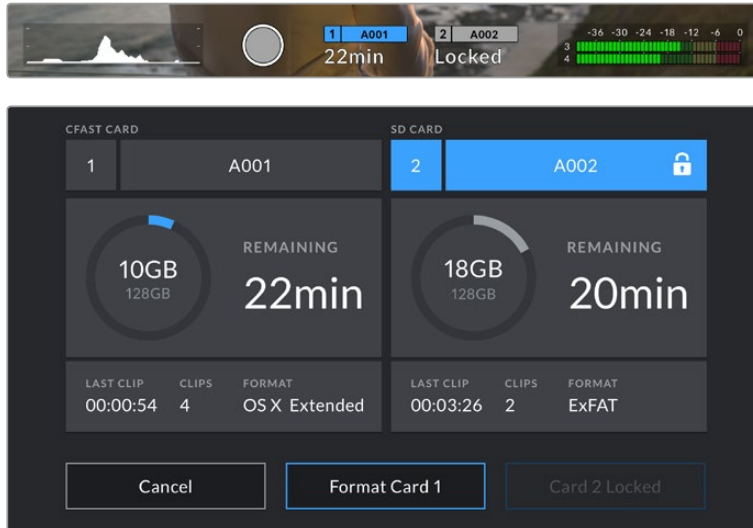 1 A001
22min
2 A002
Locked
-36 -30 -24 -18 -12 -6 0
3
4
CFAST CARD
1 A001
SD CARD
2 A002
10GB
128GB
REMAINING
22min
18GB
128GB
REMAINING
20min
LAST CLIP CLIPS FORMAT
00:00:54 4 OS X Extended
LAST CLIP CLIPS FORMAT
00:03:26 2 ExFAT
Cancel
Format Card 1
Card 2 Locked